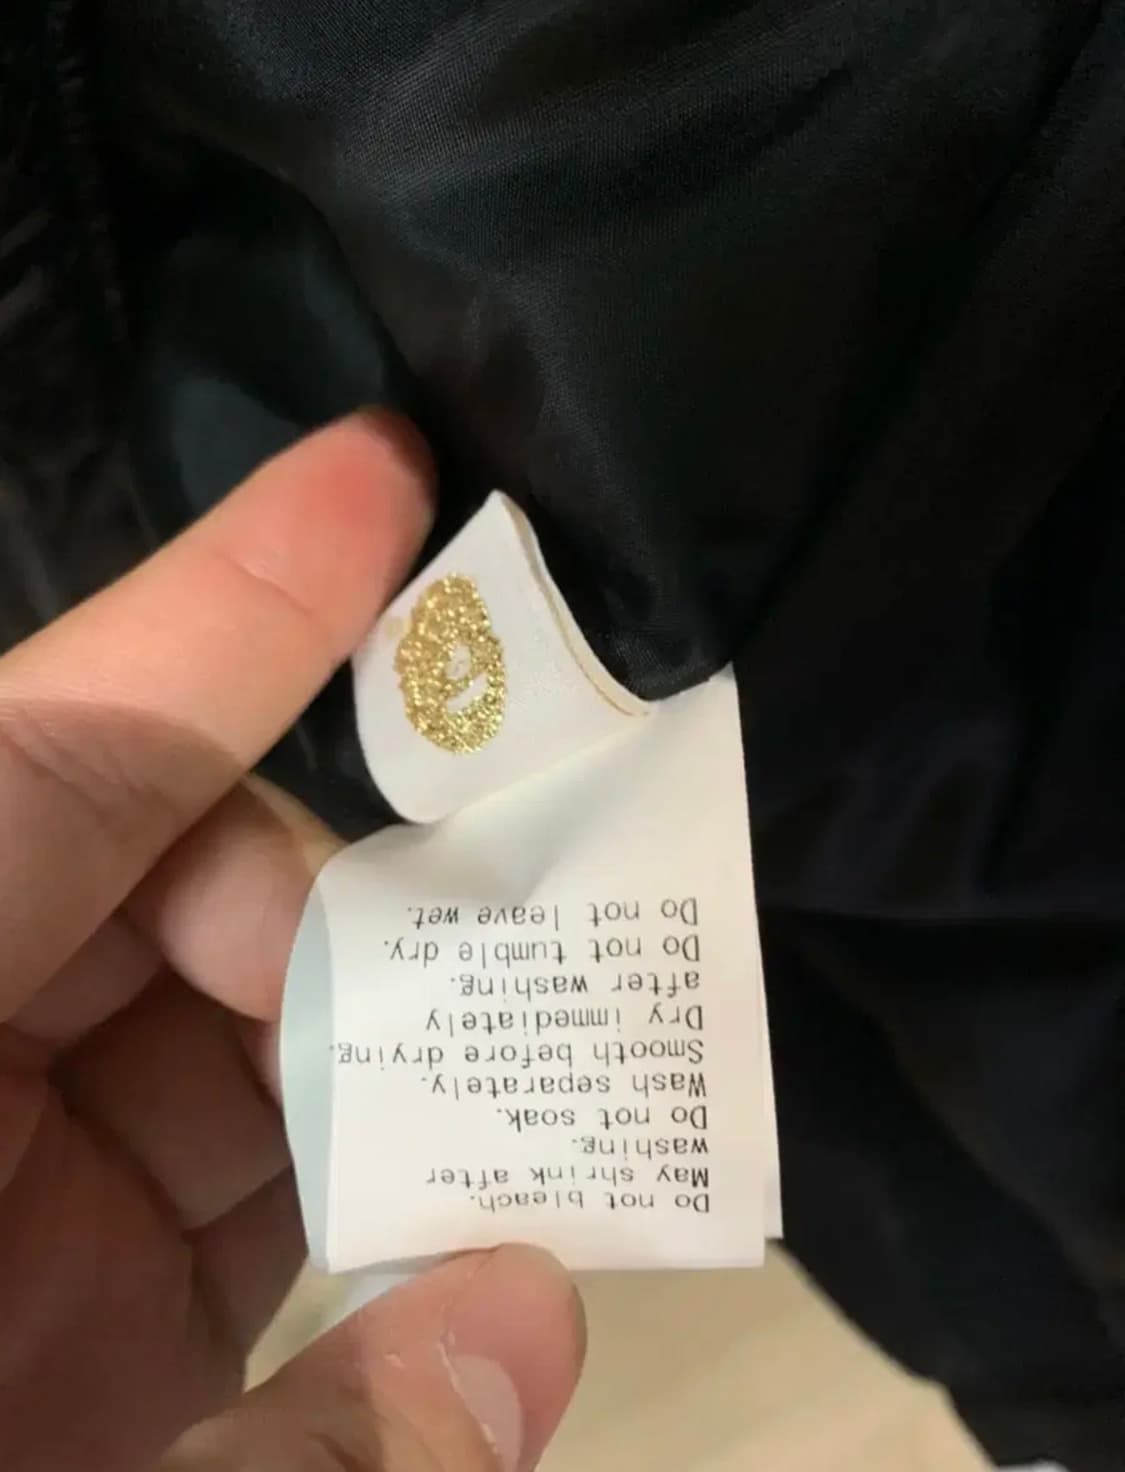 Do not bleach.
May shrink after
washing.
Do not soak.
Wash separately.
Smooth before drying.
Dry immediately
after washing.
Do not tumble dry.
Do not leave wet.